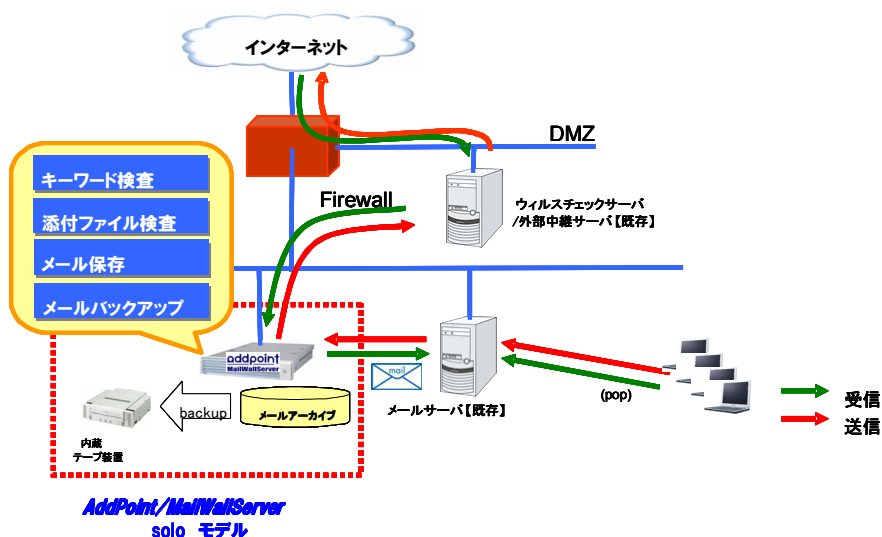 インターネット
DMZ
キーワード検査
添付ファイル検査
メール保存
メールバックアップ
Firewall
ウィルスチェックサーバ
/外部中継サーバ【既存】
addpoint
MailWallServer
mail
メールサーバ【既存】
(pop)
受信
送信
backup
メールアーカイブ
内蔵
テープ装置
AddPoint/MailWallServer
solo モデル